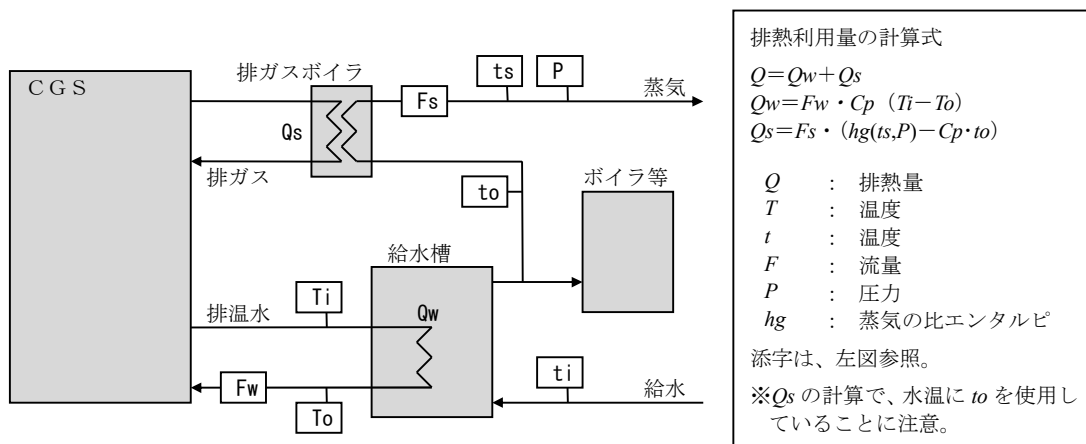 CGS
排ガスボイラ
Qs
Fs
ts
P
蒸気
排ガス
to
ボイラ等
給水槽
Ti
Qw
排温水
Fw
To
ti
給水
排熱利用量の計算式
Q=Qw+Qs
Qw=Fw・Cp（Ti−To）
Qs=Fs・（hg(ts,P)−Cp·to）
Q : 排熱量
T : 温度
t : 温度
F : 流量
P : 圧力
hg : 蒸気の比エンタルピ
添字は、左図参照。
※Qs の計算で、水温に to を使用し
ていることに注意。